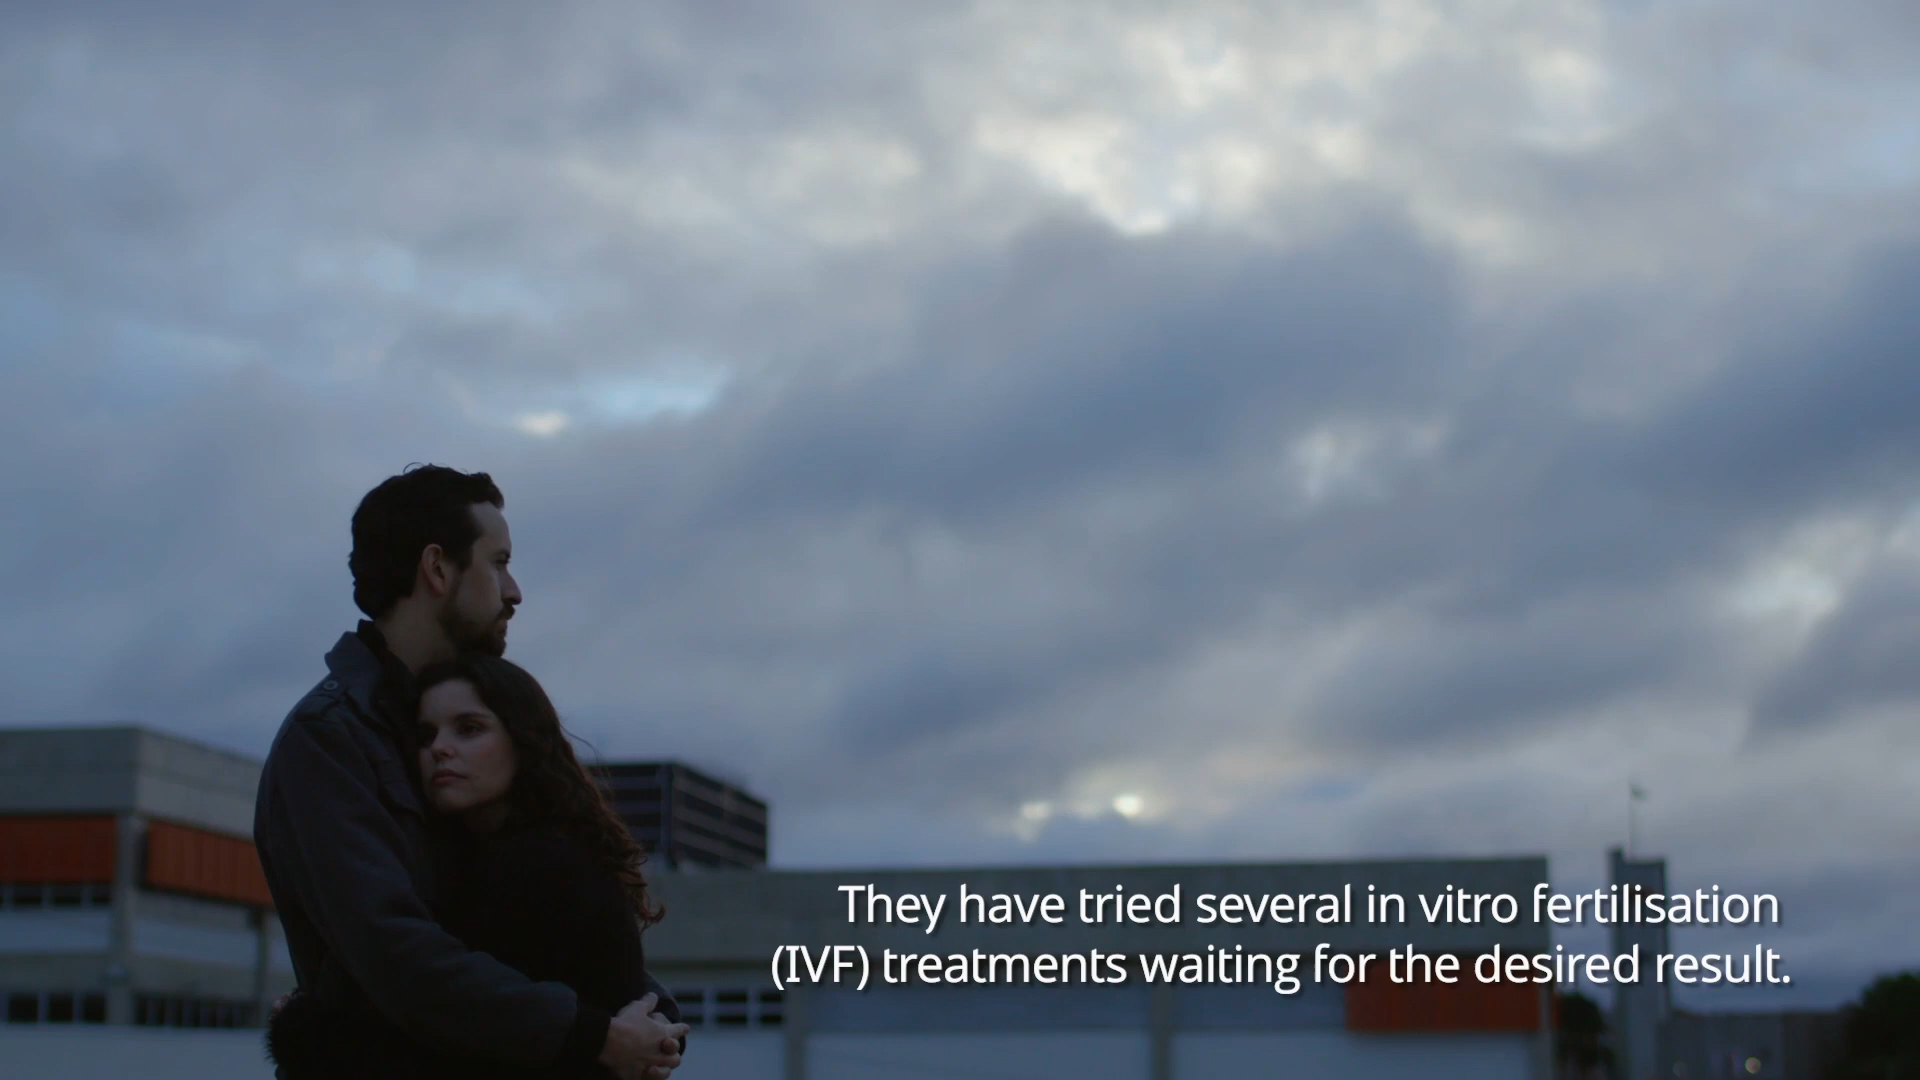 They have tried several in vitro fertilisation
(IVF) treatments waiting for the desired result.